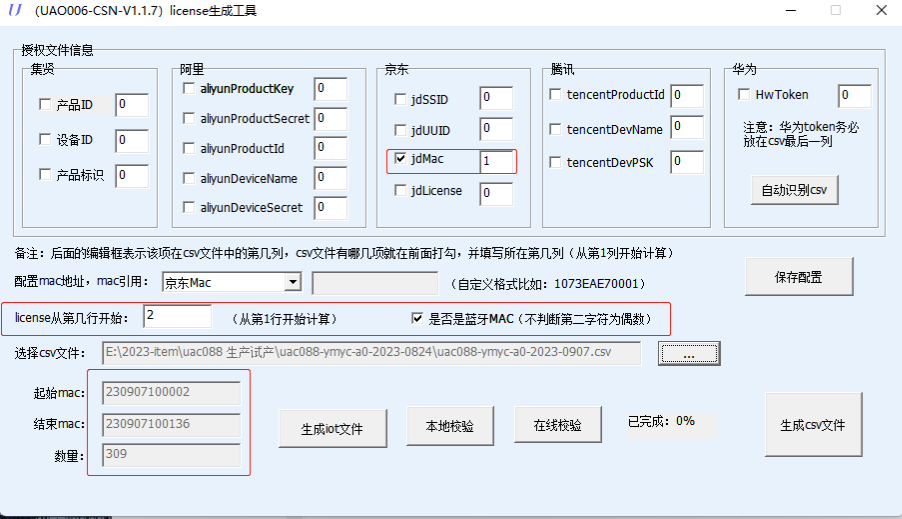 (UAO006-CSN-V1.1.7) license生成工具
授权文件信息
集贤
产品ID 0
设备ID 0
产品标识 0
阿里
aliyunProductKey 0
aliyunProductSecret 0
aliyunProductId 0
aliyunDeviceName 0
aliyunDeviceSecret 0
京东
jdSSID 0
jdUUID 0
jdMac 1
jdLicense 0
腾讯
tencentProductId 0
tencentDevName 0
tencentDevPSK 0
华为
HwToken 0
注意：华为token务必
放在csv最后一列
自动识别csv
备注：后面的编辑框表示该项在csv文件中的第几列，csv文件有哪几项就在前面打勾，并填写所在第几列（从第1列开始计算）
配置mac地址，mac引用： 京东Mac （自定义格式比如：1073EAE70001）
保存配置
license从第几行开始： 2 （从第1行开始计算） 是否是蓝牙MAC（不判断第二字符为偶数）
选择csv文件： E:\2023-item\uac088 生产试产\uac088-ymyc-a0-2023-0824\uac088-ymyc-a0-2023-0907.csv ...
起始mac: 230907100002
结束mac: 230907100136
数量: 309
生成iot文件
本地校验
在线校验
已完成：0%
生成csv文件